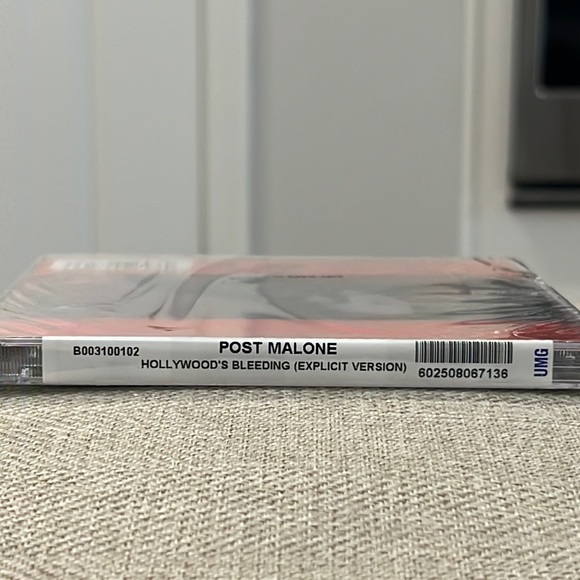 B003100102
POST MALONE
HOLLYWOOD'S BLEEDING (EXPLICIT VERSION)
602508067136
UMG